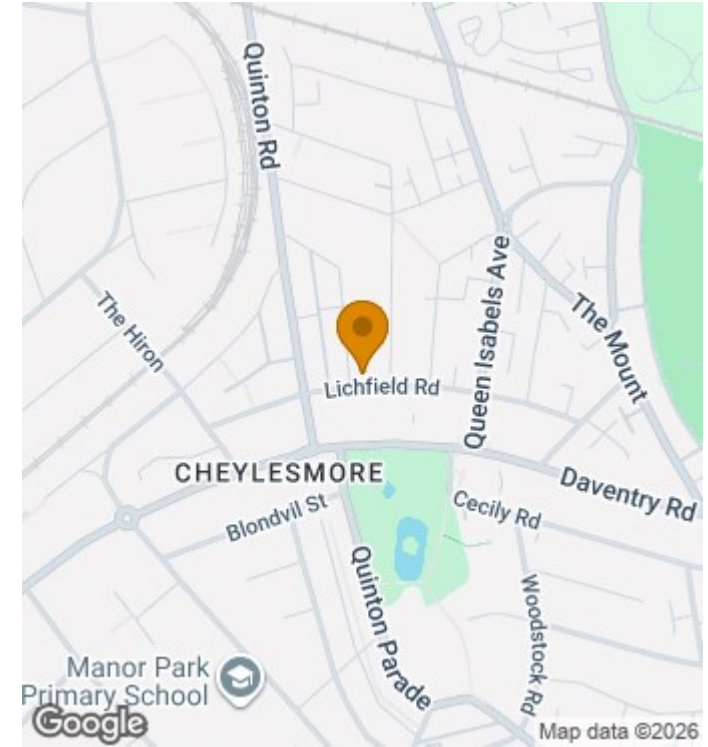 Quinton Rd
Queen Isabels Ave
The Mount
The Hiron
Lichfield Rd
CHEYLESMORE
Daventry Rd
Blondvil St
Cecily Rd
Quinton Parade
Woodstock Rd
Manor Park
Primary School
Google
Map data ©2026